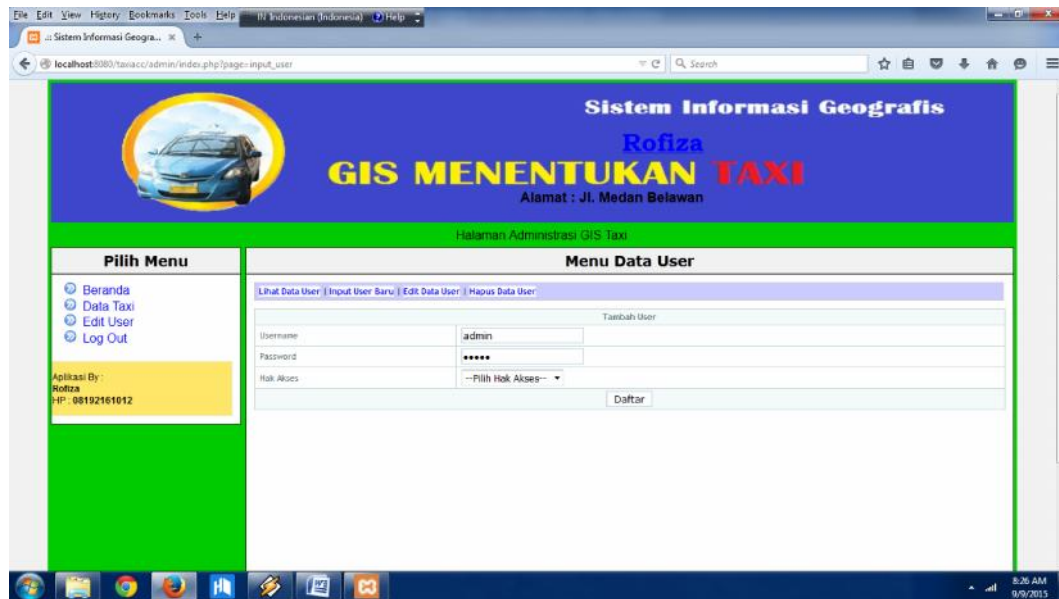 File Edit View History Bookmarks Tools Help
IN Indonesian (Indonesia) Help
.:: Sistem Informasi Geogra...
localhost:8080/taxiacc/admin/index.php?page=input_user
Search
Sistem Informasi Geografis
Rofiza
GIS MENENTUKAN TAXI
Alamat : Jl. Medan Belawan
Halaman Administrasi GIS Taxi
Pilih Menu
Beranda
Data Taxi
Edit User
Log Out
Aplikasi By :
Rofiza
HP : 08192161012
Menu Data User
Lihat Data User | Input User Baru | Edit Data User | Hapus Data User
Tambah User
Username
admin
Password
•••••
Hak Akses
--Pilih Hak Akses--
Daftar
8:26 AM
9/9/2015